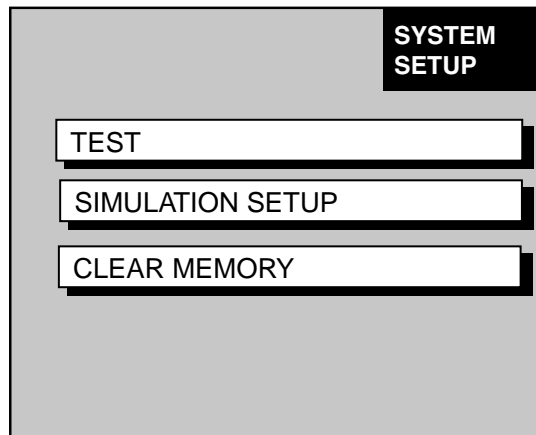 SYSTEM
SETUP
TEST
SIMULATION SETUP
CLEAR MEMORY